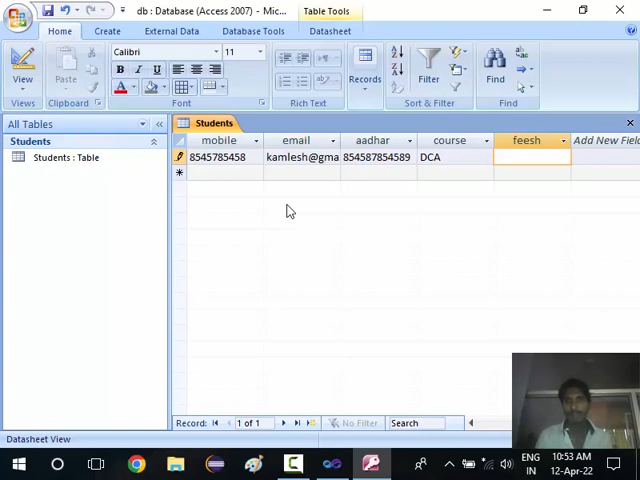 db : Database (Access 2007) - Mic...
Table Tools
Home
Create
External Data
Database Tools
Datasheet
View
Views
Paste
Clipboard
Calibri
11
B I U
A
Font
ab
Rich Text
Records
A Z
Z A
Filter
Sort & Filter
Find
Find
All Tables
Students
Students : Table
Students
mobile email aadhar course feesh Add New Field
8545785458 kamlesh@gma 854587854589 DCA
Record: 1 of 1 No Filter Search
Datasheet View
ENG
IN
10:53 AM
12-Apr-22